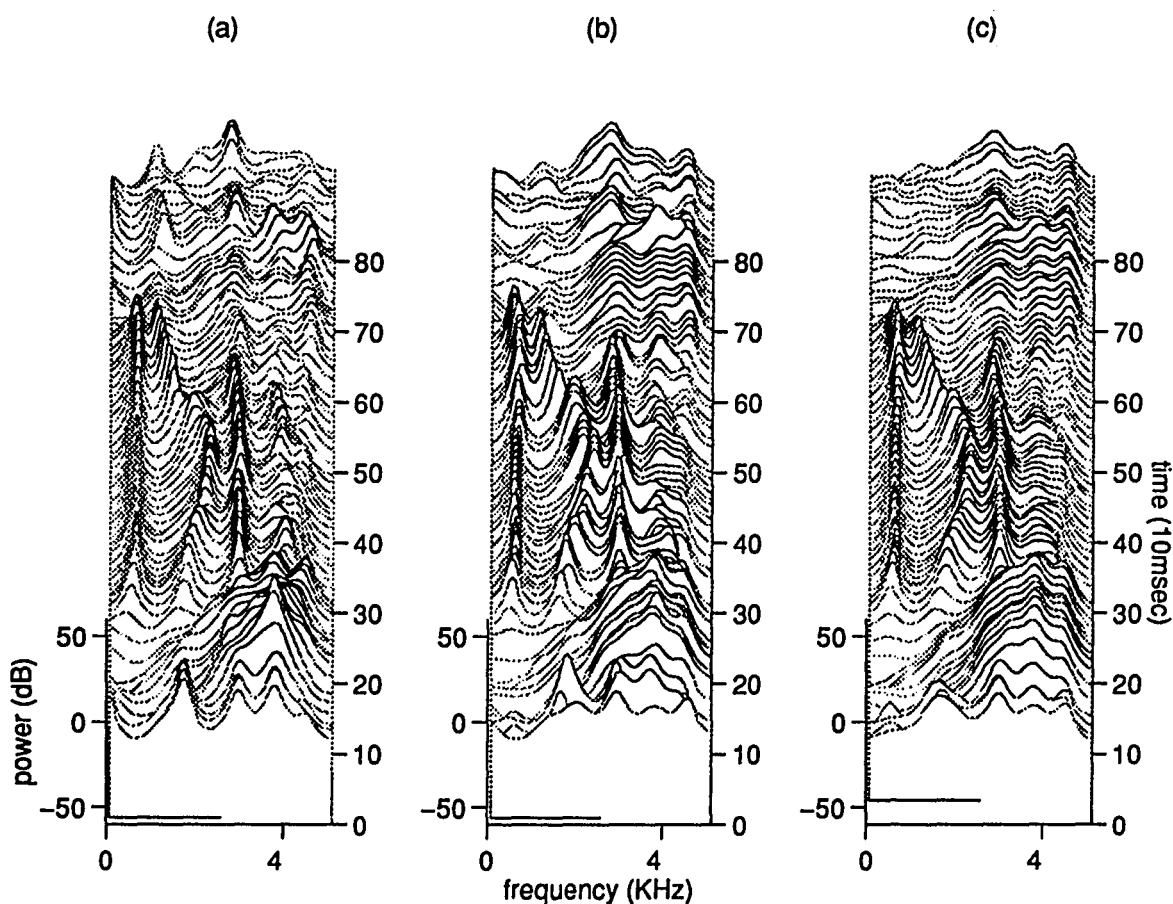 (a) (b) (c)
80 80 80
70 70 70
60 60 60
50 50 50
40 40 40
30 30 30
50 50 50
20 20 20
0 0 0
10 10 10
-50 -50 -50
0 0 0
0 4 0 4 0 4
power (dB)
frequency (KHz)
time (10msec)